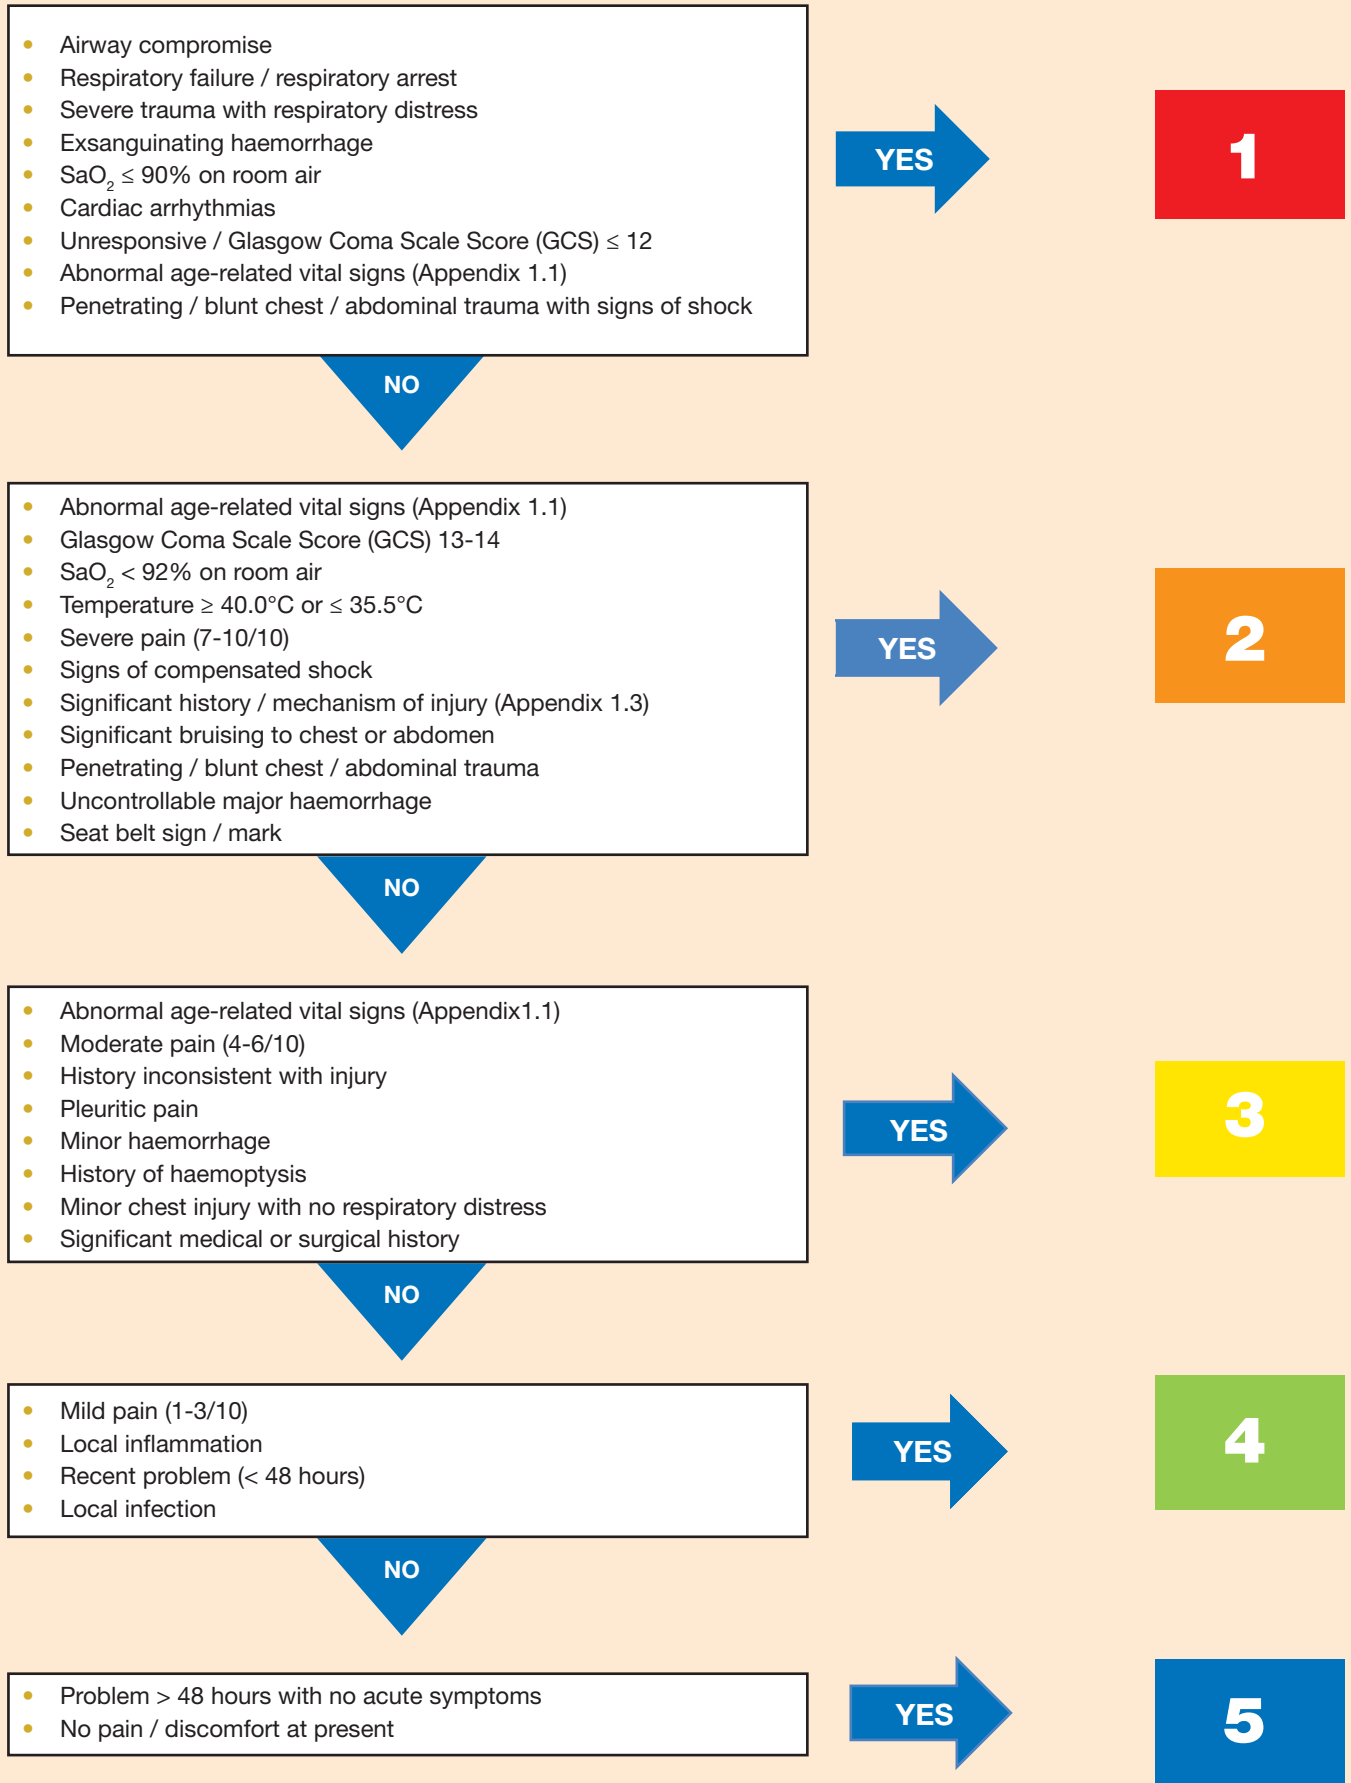 • Airway compromise
• Respiratory failure / respiratory arrest
• Severe trauma with respiratory distress
• Exsanguinating haemorrhage
• SaO₂ ≤ 90% on room air
• Cardiac arrhythmias
• Unresponsive / Glasgow Coma Scale Score (GCS) ≤ 12
• Abnormal age-related vital signs (Appendix 1.1)
• Penetrating / blunt chest / abdominal trauma with signs of shock
YES
1
NO
• Abnormal age-related vital signs (Appendix 1.1)
• Glasgow Coma Scale Score (GCS) 13-14
• SaO₂ < 92% on room air
• Temperature ≥ 40.0°C or ≤ 35.5°C
• Severe pain (7-10/10)
• Signs of compensated shock
• Significant history / mechanism of injury (Appendix 1.3)
• Significant bruising to chest or abdomen
• Penetrating / blunt chest / abdominal trauma
• Uncontrollable major haemorrhage
• Seat belt sign / mark
YES
2
NO
• Abnormal age-related vital signs (Appendix1.1)
• Moderate pain (4-6/10)
• History inconsistent with injury
• Pleuritic pain
• Minor haemorrhage
• History of haemoptysis
• Minor chest injury with no respiratory distress
• Significant medical or surgical history
YES
3
NO
• Mild pain (1-3/10)
• Local inflammation
• Recent problem (< 48 hours)
• Local infection
YES
4
NO
• Problem > 48 hours with no acute symptoms
• No pain / discomfort at present
YES
5